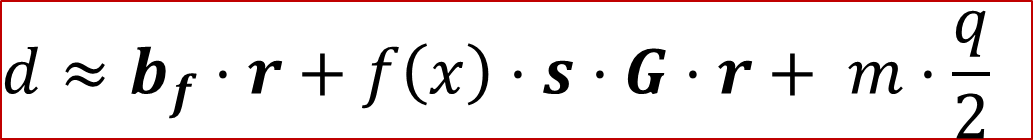 d ≈ b_f · r + f(x) · s · G · r + m · q/2